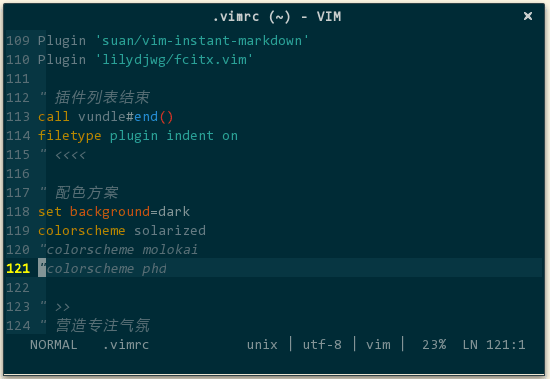 .vimrc (~) - VIM ×
109 Plugin 'suan/vim-instant-markdown'
110 Plugin 'lilydjwg/fcitx.vim'
111
112 " 插件列表结束
113 call vundle#end()
114 filetype plugin indent on
115 " <<<<
116
117 " 配色方案
118 set background=dark
119 colorscheme solarized
120 "colorscheme molokai
121 "colorscheme phd
122
123 " >>
124 " 营造专注气氛
NORMAL .vimrc unix | utf-8 | vim | 23% LN 121:1